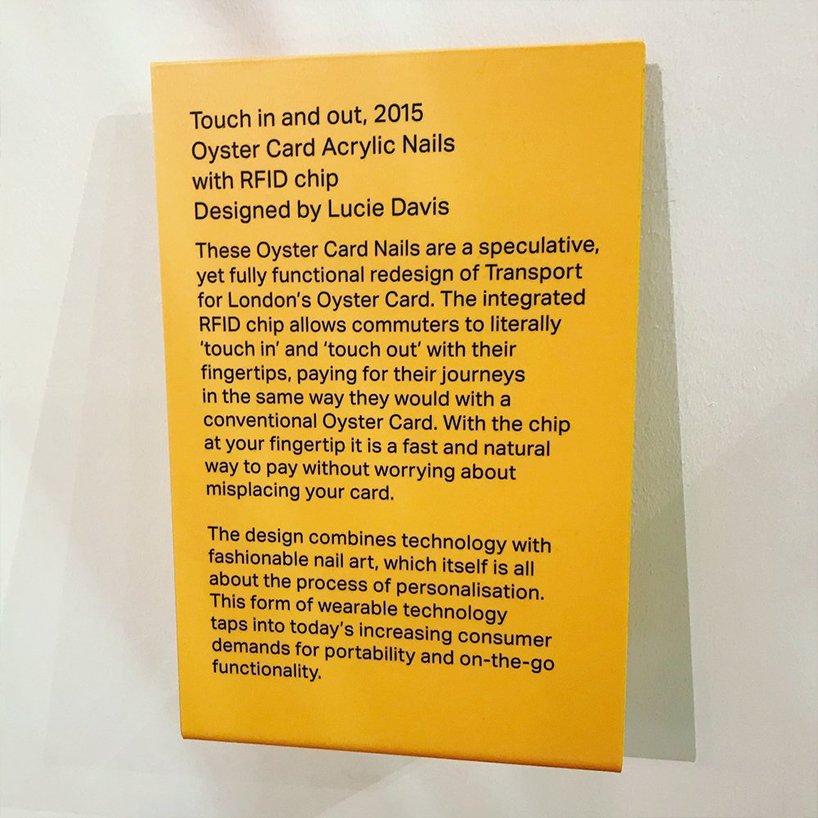 Touch in and out, 2015
Oyster Card Acrylic Nails
with RFID chip
Designed by Lucie Davis
These Oyster Card Nails are a speculative,
yet fully functional redesign of Transport
for London's Oyster Card. The integrated
RFID chip allows commuters to literally
'touch in' and 'touch out' with their
fingertips, paying for their journeys
in the same way they would with a
conventional Oyster Card. With the chip
at your fingertip it is a fast and natural
way to pay without worrying about
misplacing your card.
The design combines technology with
fashionable nail art, which itself is all
about the process of personalisation.
This form of wearable technology
taps into today's increasing consumer
demands for portability and on-the-go
functionality.